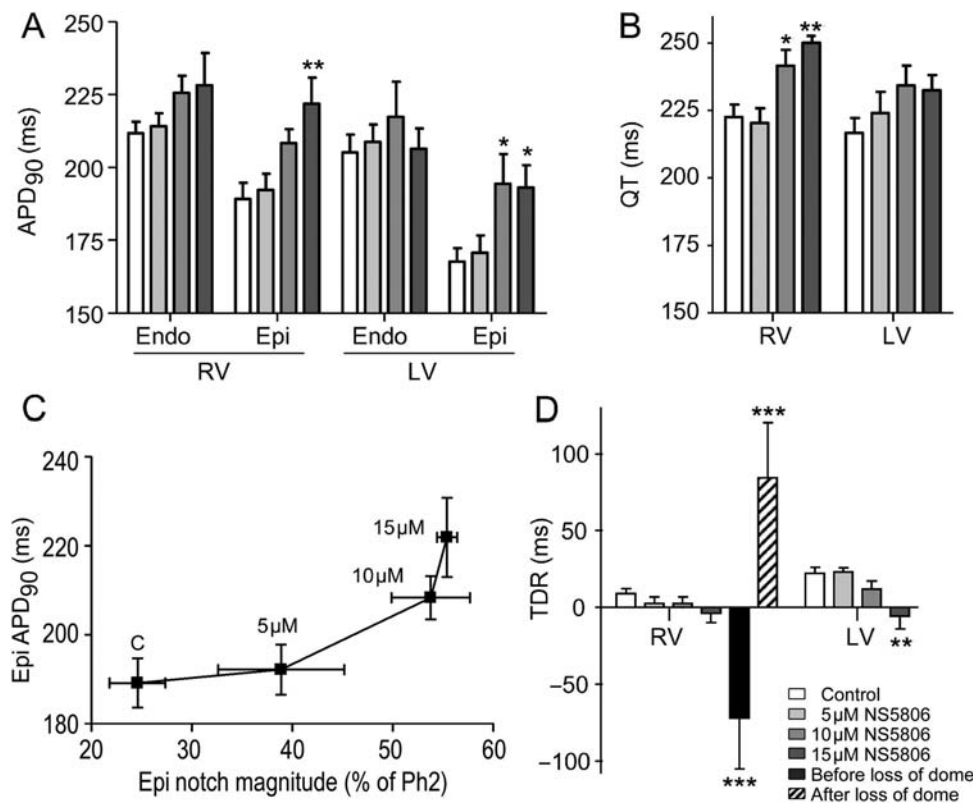 A
APD90 (ms)
250
225
200
175
150
**
*
*
Endo
Epi
Endo
Epi
RV
LV
B
QT (ms)
250
225
200
175
150
*
**
RV
LV
C
Epi APD90 (ms)
240
220
200
180
C
5µM
10µM
15µM
20
30
40
50
60
Epi notch magnitude (% of Ph2)
D
TDR (ms)
100
50
0
−50
−100
***
RV
LV
**
***
Control
5µM NS5806
10µM NS5806
15µM NS5806
Before loss of dome
After loss of dome